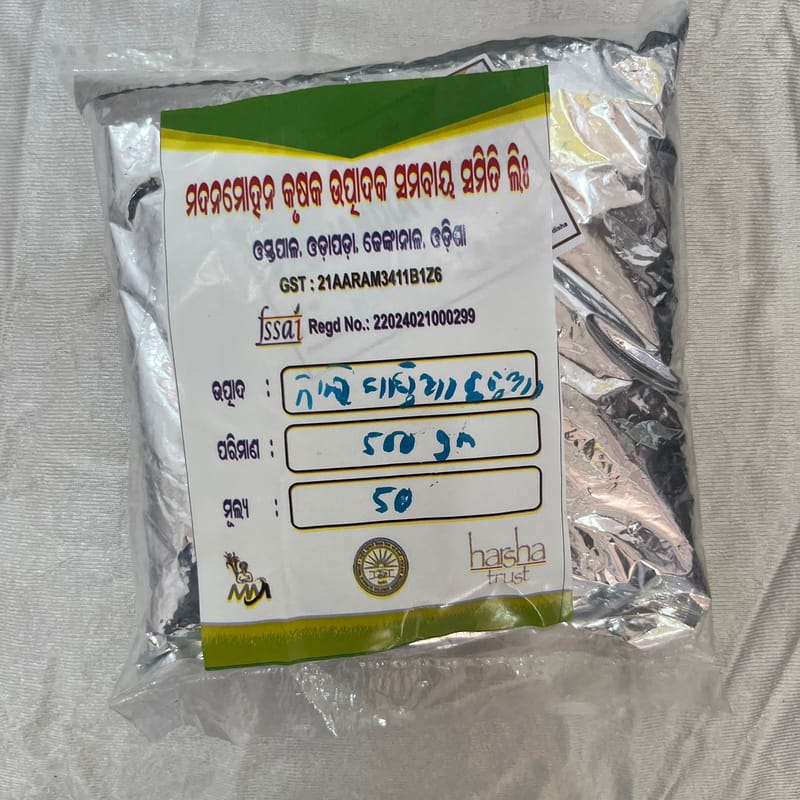 ମଦନମୋହନ କୃଷକ ଉତ୍ପାଦକ ସମବାୟ ସମିତି ଲିଃ
ଓସ୍ତପାଳ, ଓଡ଼ାପଡ଼ା, ଢେଙ୍କାନାଳ, ଓଡ଼ିଶା
GST : 21AARAM3411B1Z6
fssai Regd No.: 22024021000299
ଉତ୍ପାଦ :
ପରିମାଣ : 500 gm
ମୂଲ୍ୟ : 50
harsha
trust